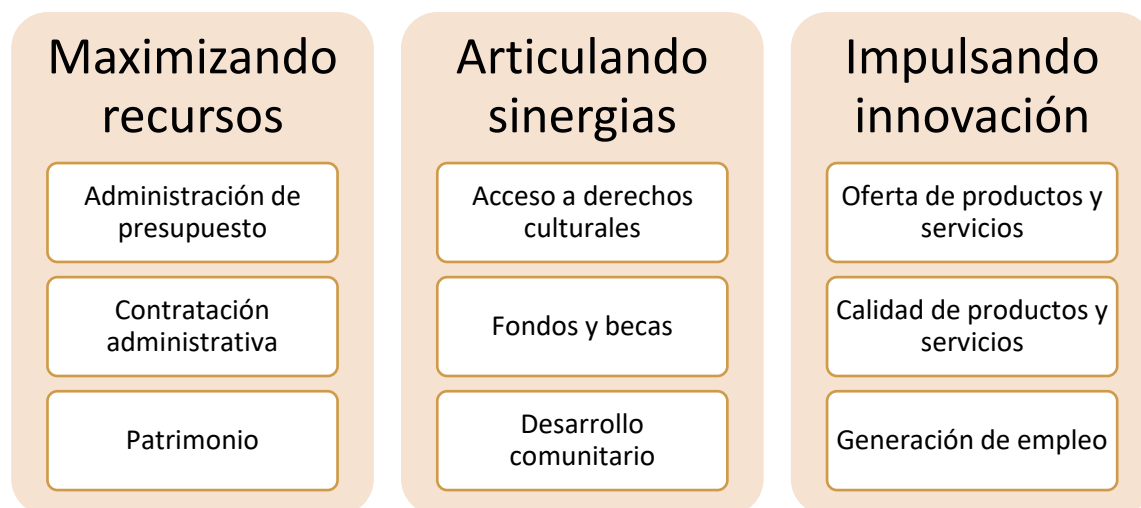 Maximizando
recursos
Administración de
presupuesto
Contratación
administrativa
Patrimonio
Articulando
sinergias
Acceso a derechos
culturales
Fondos y becas
Desarrollo
comunitario
Impulsando
innovación
Oferta de productos y
servicios
Calidad de productos y
servicios
Generación de empleo